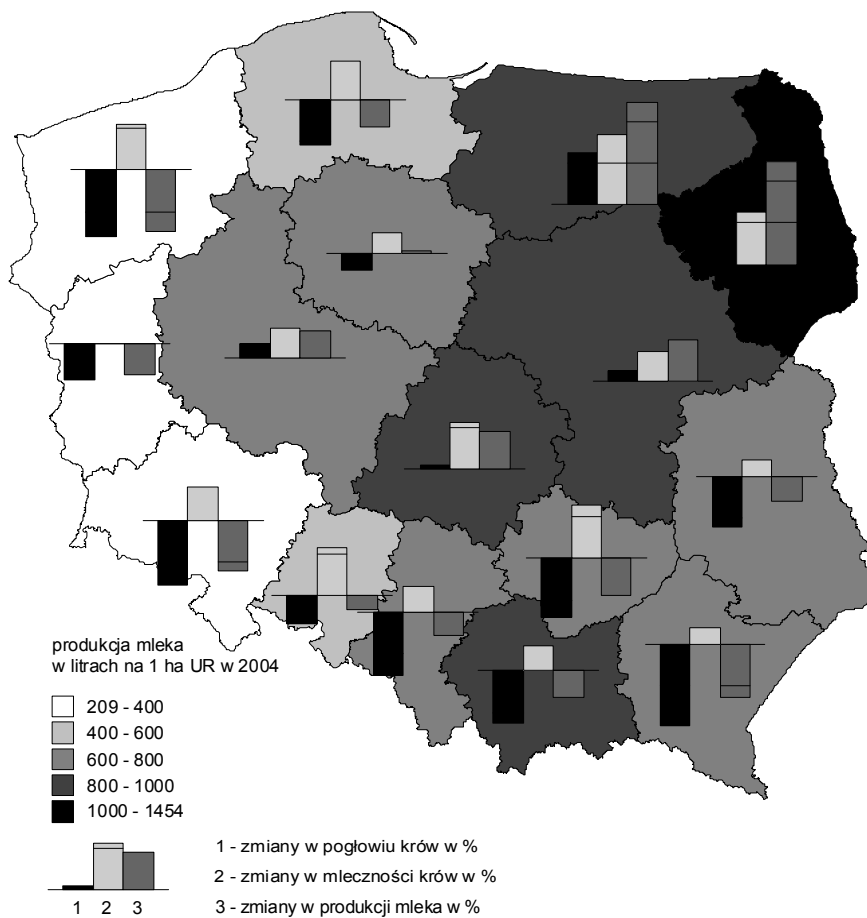 produkcja mleka
w litrach na 1 ha UR w 2004
209 - 400
400 - 600
600 - 800
800 - 1000
1000 - 1454
1 - zmiany w pogłowiu krów w %
2 - zmiany w mleczności krów w %
3 - zmiany w produkcji mleka w %
1 2 3